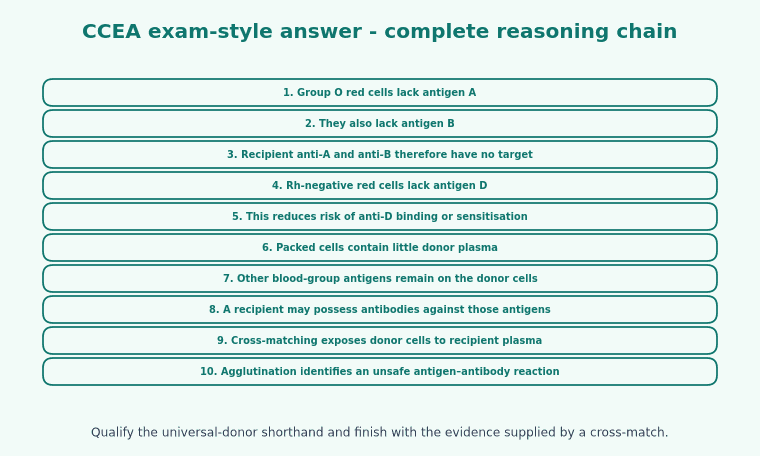 CCEA exam-style answer - complete reasoning chain
1. Group O red cells lack antigen A
2. They also lack antigen B
3. Recipient anti-A and anti-B therefore have no target
4. Rh-negative red cells lack antigen D
5. This reduces risk of anti-D binding or sensitisation
6. Packed cells contain little donor plasma
7. Other blood-group antigens remain on the donor cells
8. A recipient may possess antibodies against those antigens
9. Cross-matching exposes donor cells to recipient plasma
10. Agglutination identifies an unsafe antigen–antibody reaction
Qualify the universal-donor shorthand and finish with the evidence supplied by a cross-match.